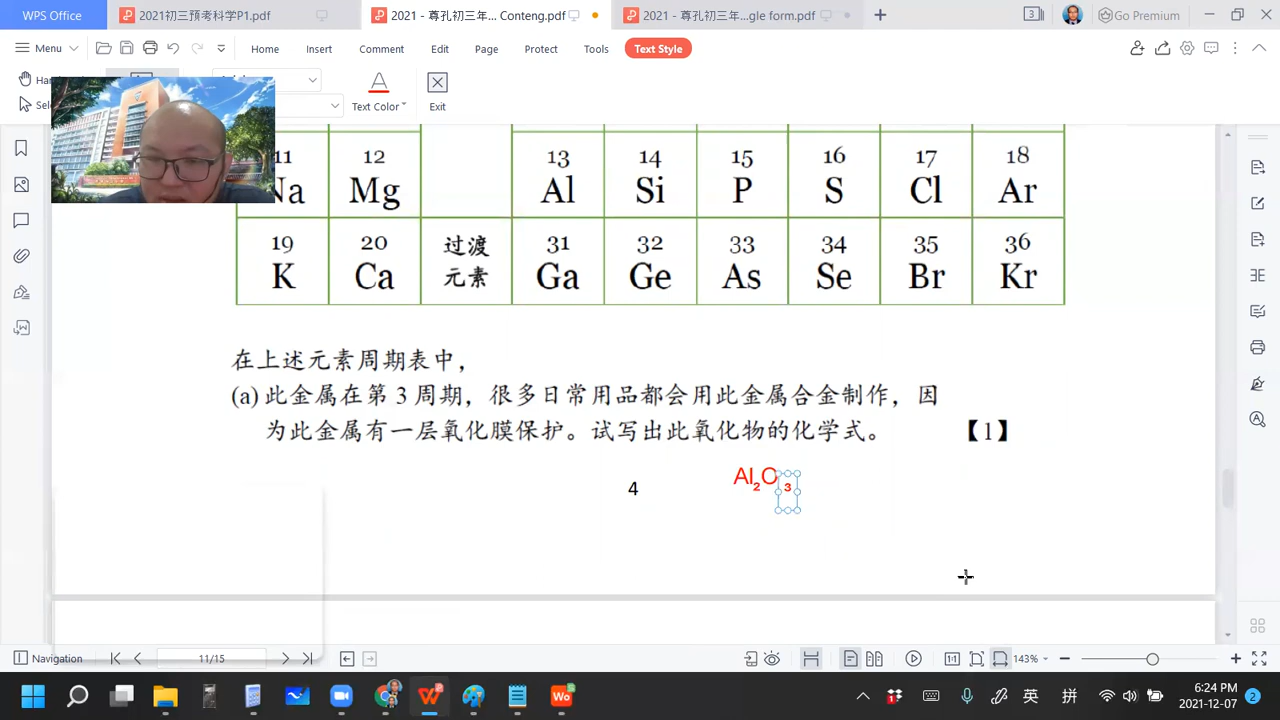 WPS Office
2021初三预考科学P1.pdf
2021 - 尊孔初三年... Conteng.pdf
2021 - 尊孔初三年...gle form.pdf
3
Go Premium
Menu
Home
Insert
Comment
Edit
Page
Protect
Tools
Text Style
Text Color
Exit
11 12 13 14 15 16 17 18
Na Mg Al Si P S Cl Ar
19 20 过渡 31 32 33 34 35 36
K Ca 元素 Ga Ge As Se Br Kr
在上述元素周期表中，
(a) 此金属在第 3 周期，很多日常用品都会用此金属合金制作，因
为此金属有一层氧化膜保护。试写出此氧化物的化学式。 【1】
Al2O3
4
Navigation
11/15
143%
英
拼
6:24 PM
2021-12-07
2